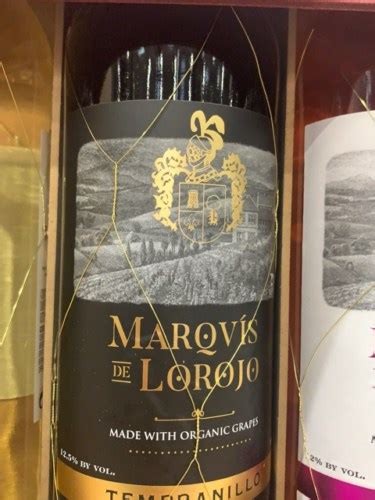 MARQVÍS
DE LOROJO
MADE WITH ORGANIC GRAPES
12.5% BY VOL..
TEMPRANILLO
2% BY VOL..